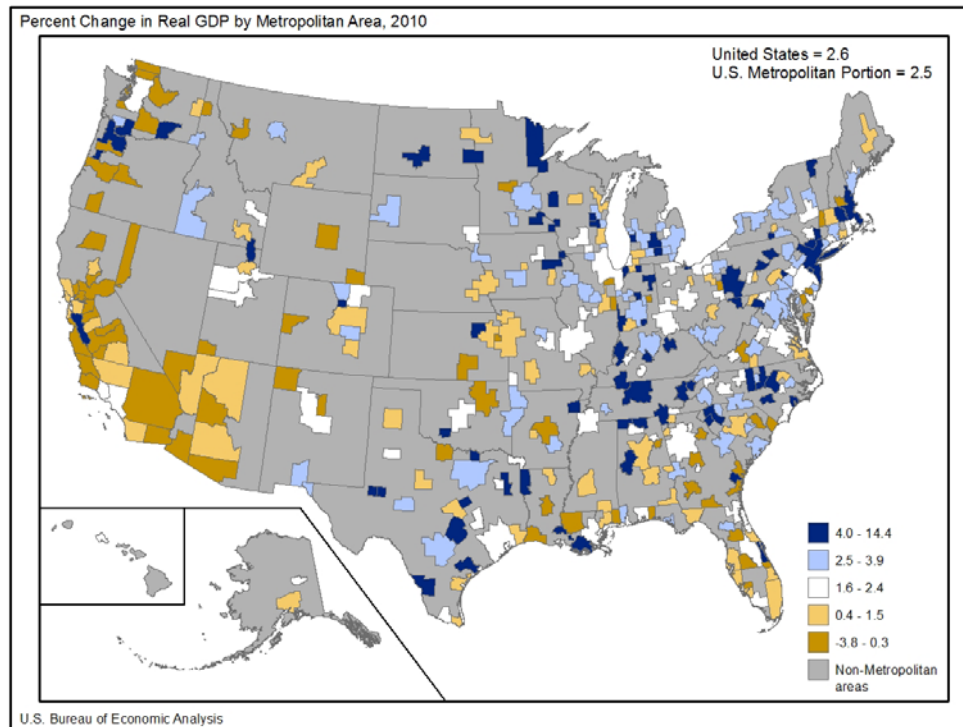 Percent Change in Real GDP by Metropolitan Area, 2010
United States = 2.6
U.S. Metropolitan Portion = 2.5
4.0 - 14.4
2.5 - 3.9
1.6 - 2.4
0.4 - 1.5
-3.8 - 0.3
Non-Metropolitan
areas
U.S. Bureau of Economic Analysis